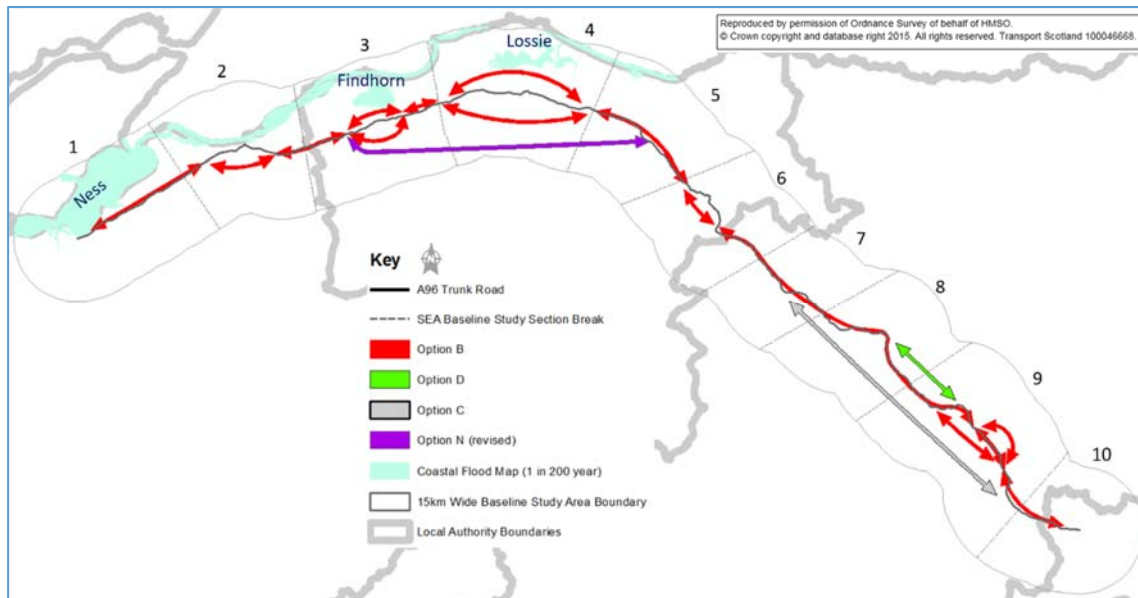 Reproduced by permission of Ordnance Survey of behalf of HMSO.
© Crown copyright and database right 2015. All rights reserved. Transport Scotland 100046668.
1
2
3
4
5
6
7
8
9
10
Ness
Findhorn
Lossie
Key
A96 Trunk Road
SEA Baseline Study Section Break
Option B
Option D
Option C
Option N (revised)
Coastal Flood Map (1 in 200 year)
15km Wide Baseline Study Area Boundary
Local Authority Boundaries